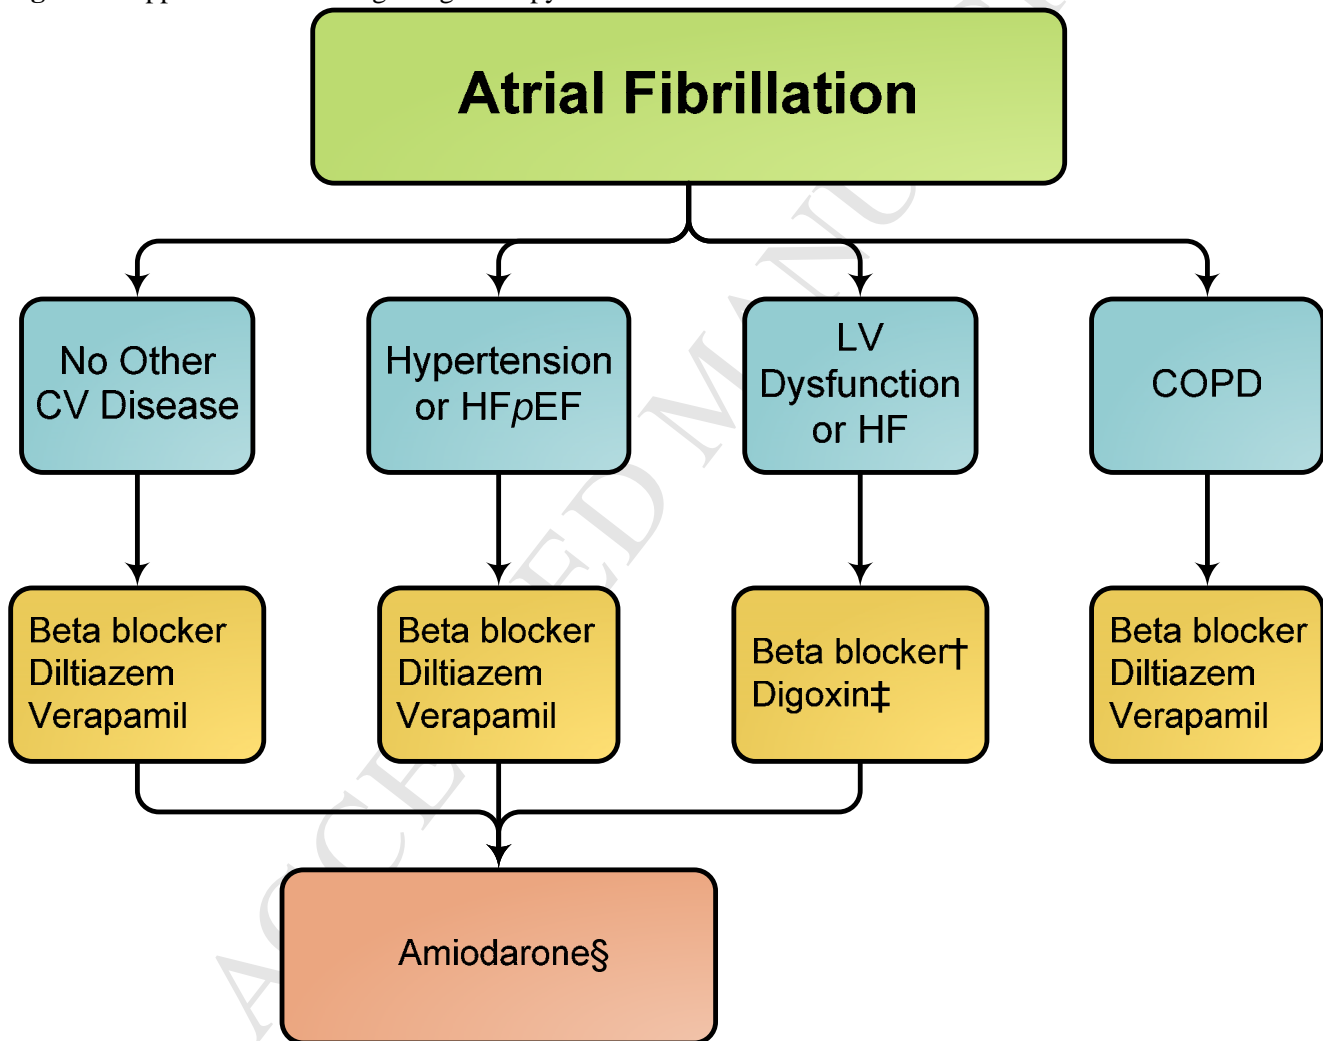 Atrial Fibrillation
No Other
CV Disease
Hypertension
or HFpEF
LV
Dysfunction
or HF
COPD
Beta blocker
Diltiazem
Verapamil
Beta blocker
Diltiazem
Verapamil
Beta blocker†
Digoxin‡
Beta blocker
Diltiazem
Verapamil
Amiodarone§